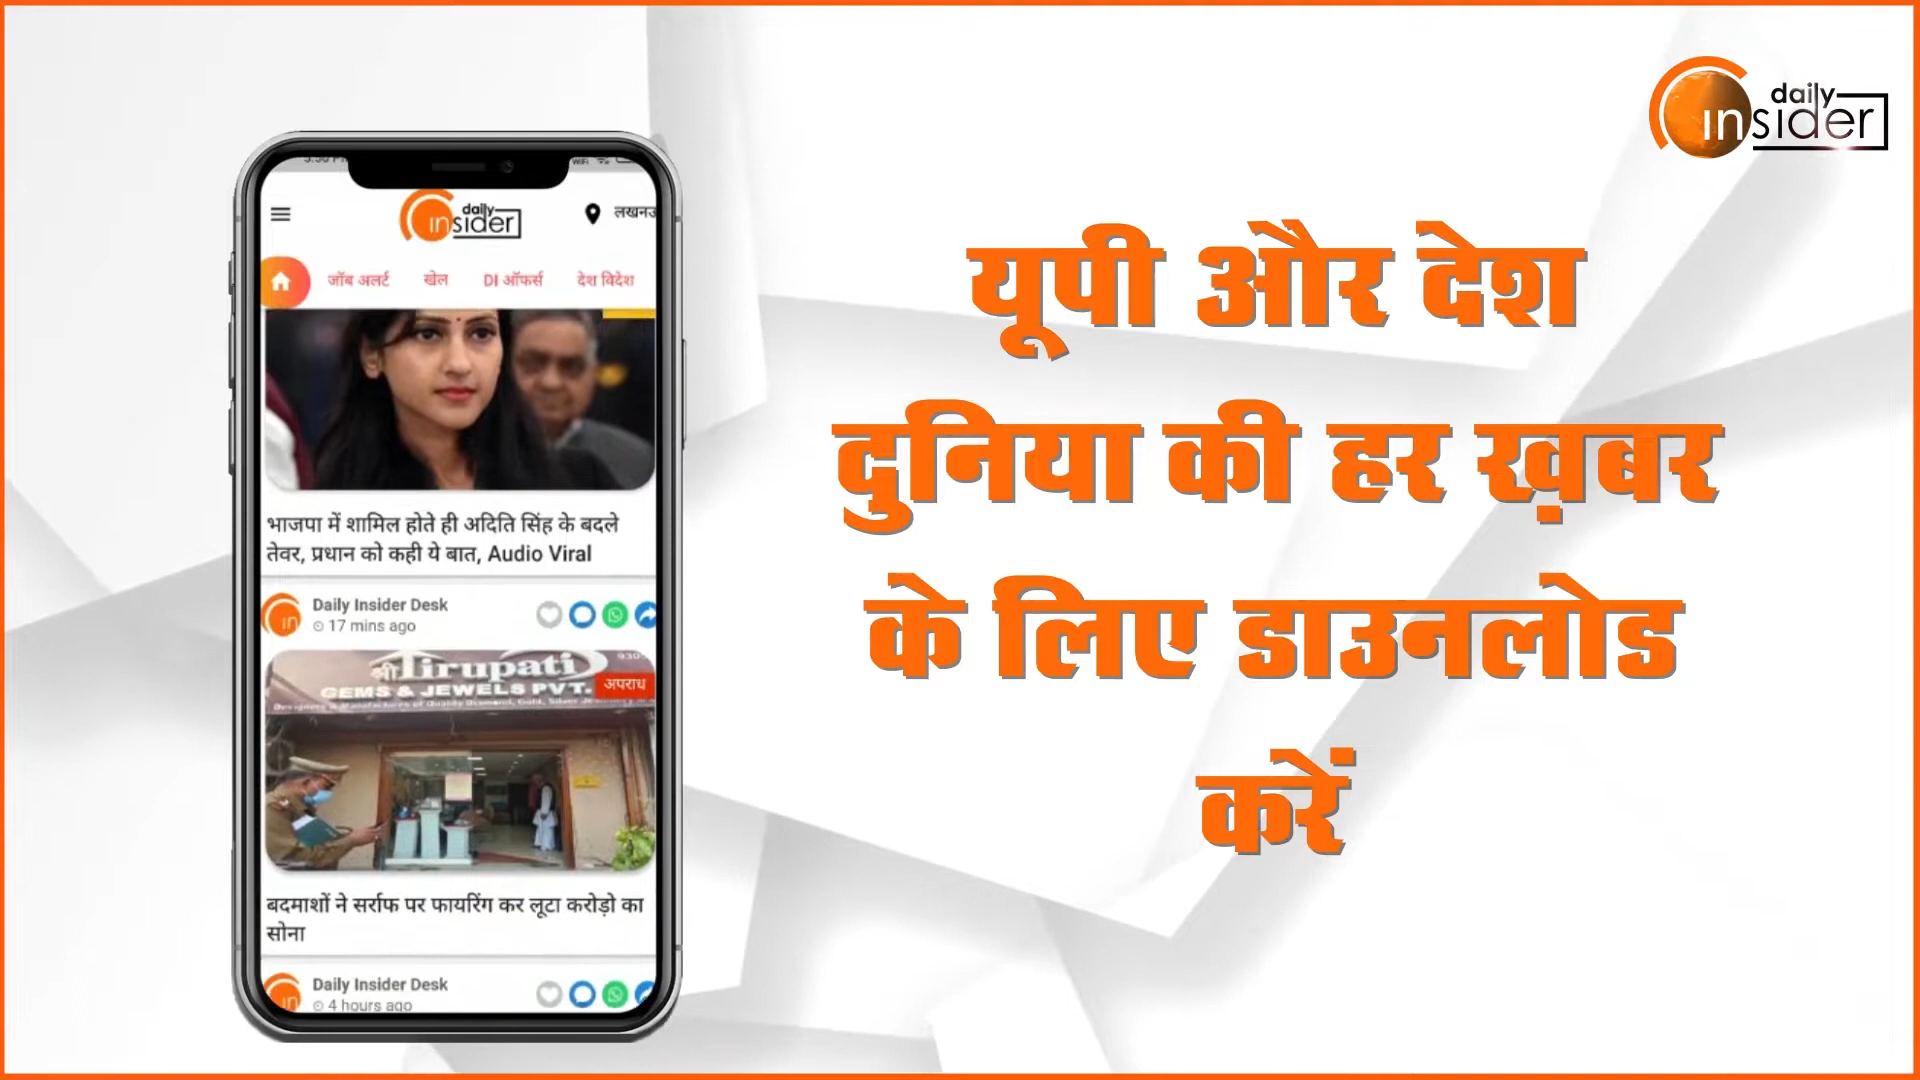 daily
insider
यूपी और देश
दुनिया की हर ख़बर
के लिए डाउनलोड
करें
daily
insider
जॉब अलर्ट
खेल
DI ऑफर्स
देश विदेश
भाजपा में शामिल होते ही अदिति सिंह के बदले
तेवर, प्रधान को कही ये बात, Audio Viral
Daily Insider Desk
17 mins ago
श्री Tirupati
GEMS & JEWELS PVT.
अपराध
बदमाशों ने सर्राफ पर फायरिंग कर लूटा करोड़ो का
सोना
Daily Insider Desk
4 hours ago